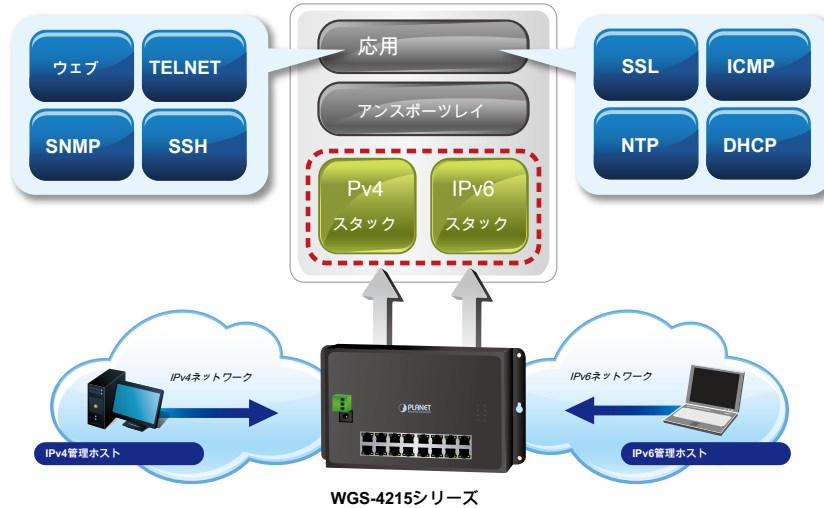 応用
ウェブ
TELNET
SNMP
SSH
SSL
ICMP
NTP
DHCP
アンスポーツレイ
Pv4
スタック
IPv6
スタック
IPv4ネットワーク
IPv6ネットワーク
PLANET
IPv4管理ホスト
IPv6管理ホスト
WGS-4215シリーズ